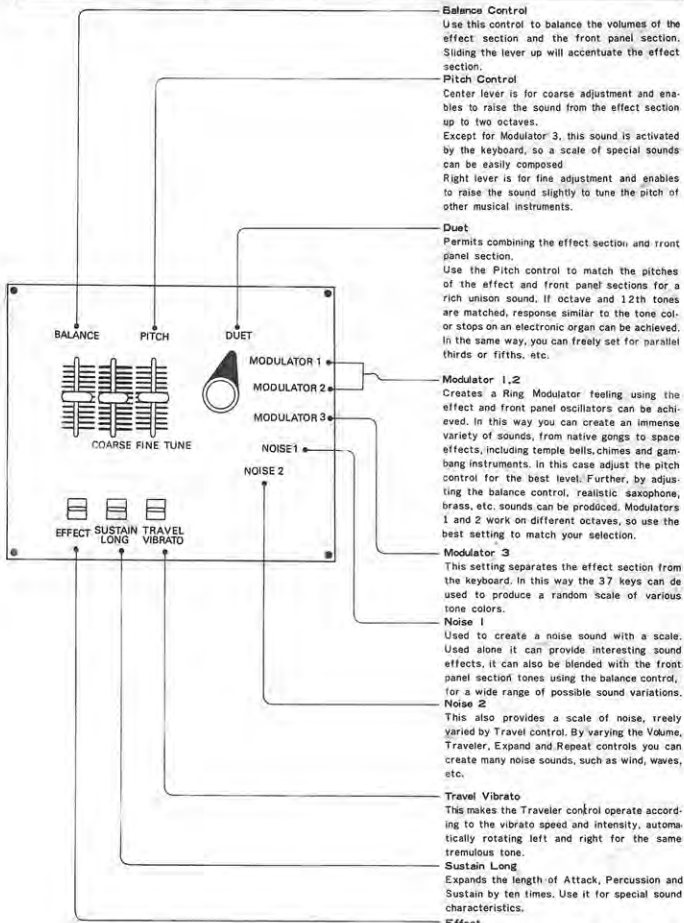 Balance Control
Use this control to balance the volumes of the
effect section and the front panel section.
Sliding the lever up will accentuate the effect
section.
Pitch Control
Center lever is for coarse adjustment and ena-
bles to raise the sound from the effect section
up to two octaves.
Except for Modulator 3, this sound is activated
by the keyboard, so a scale of special sounds
can be easily composed
Right lever is for fine adjustment and enables
to raise the sound slightly to tune the pitch of
other musical instruments.
Duet
Permits combining the effect section and front
panel section.
Use the Pitch control to match the pitches
of the effect and front panel sections for a
rich unison sound. If octave and 12th tones
are matched, response similar to the tone col-
or stops on an electronic organ can be achieved.
In the same way, you can freely set for parallel
thirds or fifths, etc.
Modulator 1,2
Creates a Ring Modulator feeling using the
effect and front panel oscillators can be achi-
eved. In this way you can create an immense
variety of sounds, from native gongs to space
effects, including temple bells, chimes and gam-
bang instruments. In this case adjust the pitch
control for the best level. Further, by adjus-
ting the balance control, realistic saxophone,
brass, etc. sounds can be produced. Modulators
1 and 2 work on different octaves, so use the
best setting to match your selection.
Modulator 3
This setting separates the effect section from
the keyboard. In this way the 37 keys can de
used to produce a random scale of various
tone colors.
Noise 1
Used to create a noise sound with a scale.
Used alone it can provide interesting sound
effects, it can also be blended with the front
panel section tones using the balance control,
for a wide range of possible sound variations.
Noise 2
This also provides a scale of noise, freely
varied by Travel control. By varying the Volume,
Traveler, Expand and Repeat controls you can
create many noise sounds, such as wind, waves,
etc.
Travel Vibrato
This makes the Traveler control operate accord-
ing to the vibrato speed and intensity, automa-
tically rotating left and right for the same
tremulous tone.
Sustain Long
Expands the length of Attack, Percussion and
Sustain by ten times. Use it for special sound
characteristics.
Effect
BALANCE PITCH DUET
MODULATOR 1
MODULATOR 2
MODULATOR 3
NOISE 1
NOISE 2
COARSE FINE TUNE
EFFECT SUSTAIN TRAVEL
LONG VIBRATO